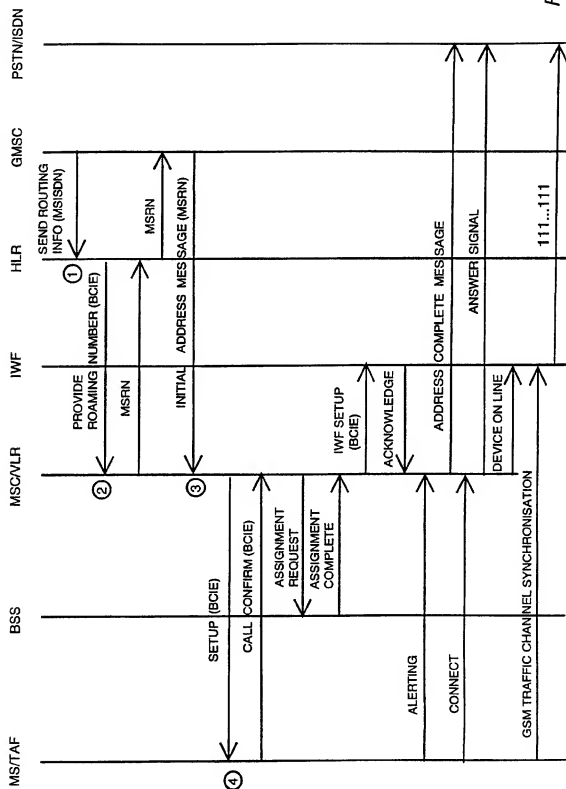 MS/TAF
BSS
MSC/VLR
IWF
HLR
GMSC
PSTN/ISDN
SEND ROUTING
INFO (MSISDN)
①
PROVIDE
ROAMING NUMBER (BCIE)
②
MSRN
MSRN
INITIAL ADDRESS MESSAGE (MSRN)
③
SETUP (BCIE)
④
CALL CONFIRM (BCIE)
ASSIGNMENT
REQUEST
ASSIGNMENT
COMPLETE
IWF SETUP
(BCIE)
ACKNOWLEDGE
ALERTING
ADDRESS COMPLETE MESSAGE
CONNECT
ANSWER SIGNAL
DEVICE ON LINE
GSM TRAFFIC CHANNEL SYNCHRONISATION
111...111